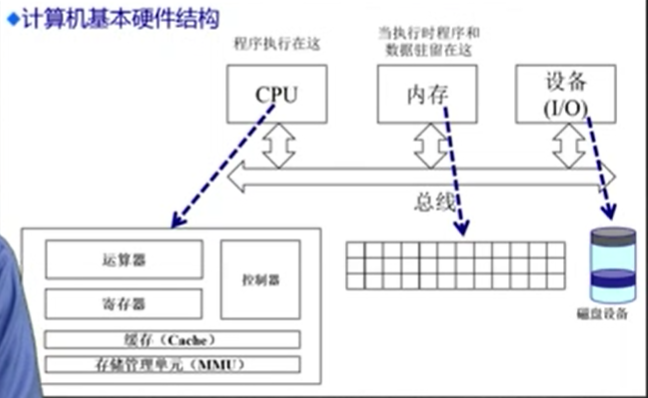 计算机基本硬件结构
程序执行在这
当执行时程序和
数据驻留在这
CPU
内存
设备
(I/O)
总线
运算器
控制器
寄存器
缓存（Cache）
存储管理单元（MMU）
磁盘设备